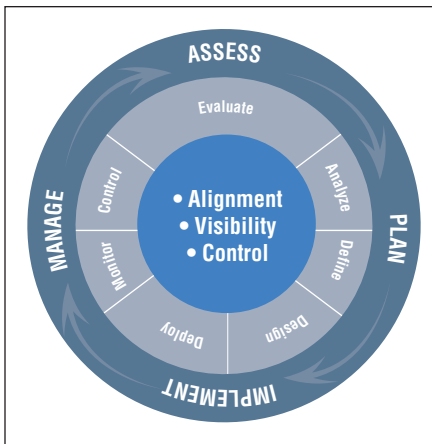 ASSESS
PLAN
IMPLEMENT
MANAGE
Evaluate
Analyze
Define
Design
Deploy
Monitor
Control
• Alignment
• Visibility
• Control